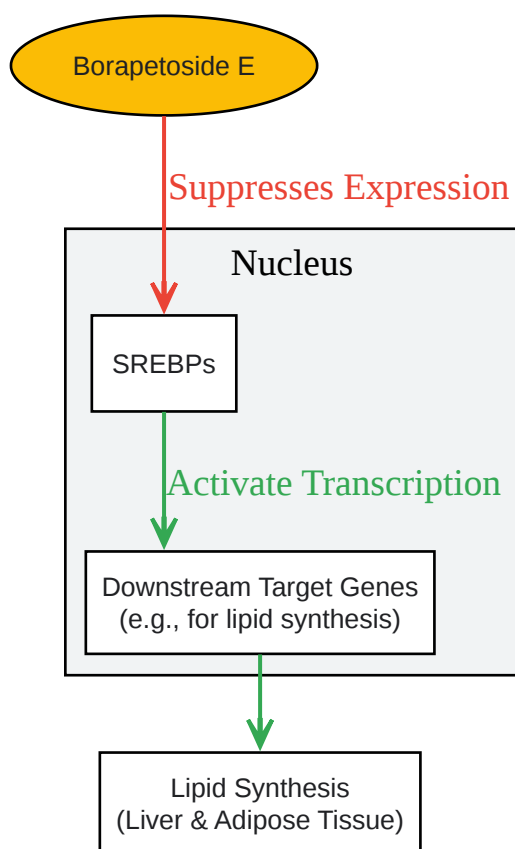 Borapetoside E
Suppresses Expression
Nucleus
SREBPs
Activate Transcription
Downstream Target Genes
(e.g., for lipid synthesis)
Lipid Synthesis
(Liver & Adipose Tissue)